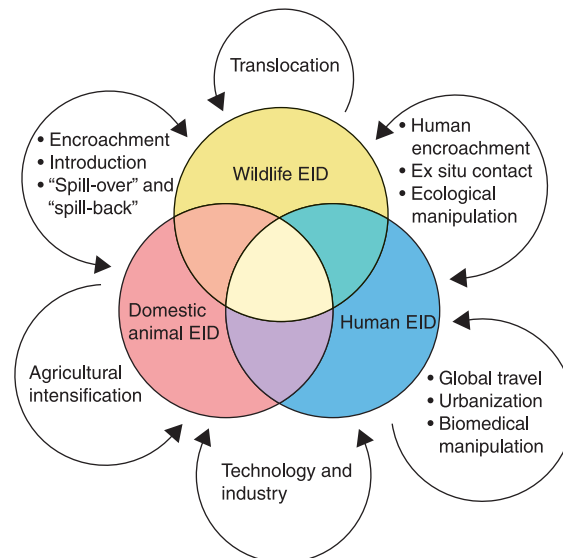 Translocation
• Encroachment
• Introduction
• “Spill-over” and
“spill-back”
• Human
encroachment
• Ex situ contact
• Ecological
manipulation
Wildlife EID
Domestic
animal EID
Human EID
Agricultural
intensification
• Global travel
• Urbanization
• Biomedical
manipulation
Technology and
industry